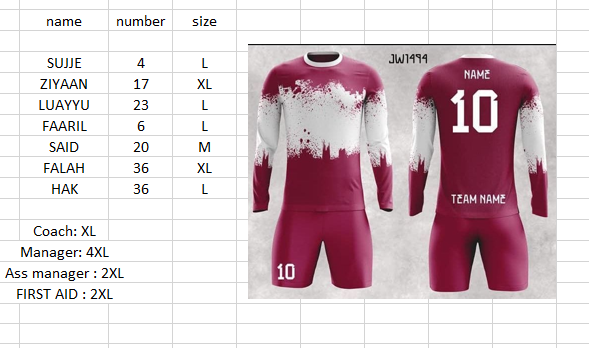 name number size
SUJJE 4 L
ZIYAAN 17 XL
LUAYYU 23 L
FAARIL 6 L
SAID 20 M
FALAH 36 XL
HAK 36 L
Coach: XL
Manager: 4XL
Ass manager : 2XL
FIRST AID : 2XL
JW1494
NAME
10
TEAM NAME
10